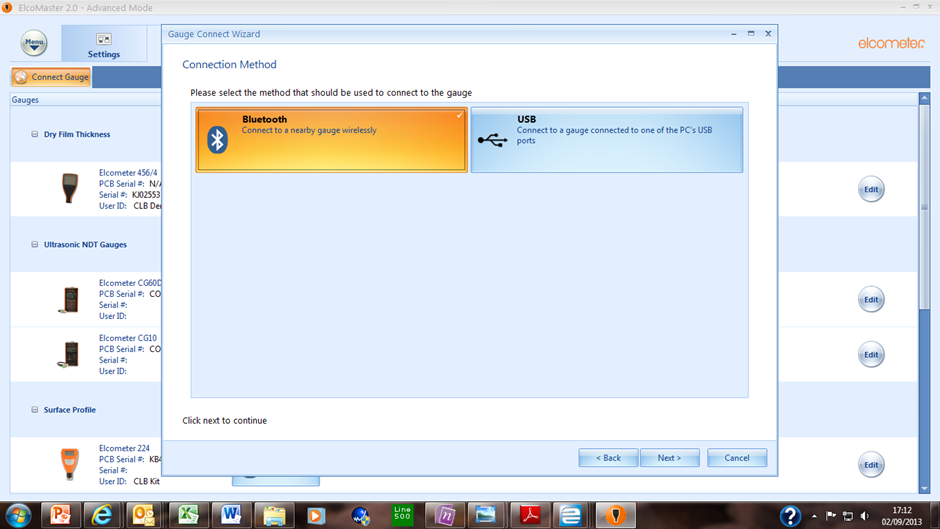 ElcoMaster 2.0 - Advanced Mode
Menu
Settings
elcometer
Connect Gauge
Gauges
Dry Film Thickness
Elcometer 456/4
PCB Serial #: N/A
Serial #: KJ02553
User ID: CLB De
Edit
Ultrasonic NDT Gauges
Elcometer CG60D
PCB Serial #: CO
Serial #:
User ID:
Edit
Elcometer CG10
PCB Serial #: CO
Serial #:
User ID:
Edit
Surface Profile
Elcometer 224
PCB Serial #: KB4
Serial #:
User ID: CLB Kit
Edit
Gauge Connect Wizard
Connection Method
Please select the method that should be used to connect to the gauge
Bluetooth
Connect to a nearby gauge wirelessly
USB
Connect to a gauge connected to one of the PC's USB
ports
Click next to continue
< Back
Next >
Cancel
Line
500
17:12
02/09/2013